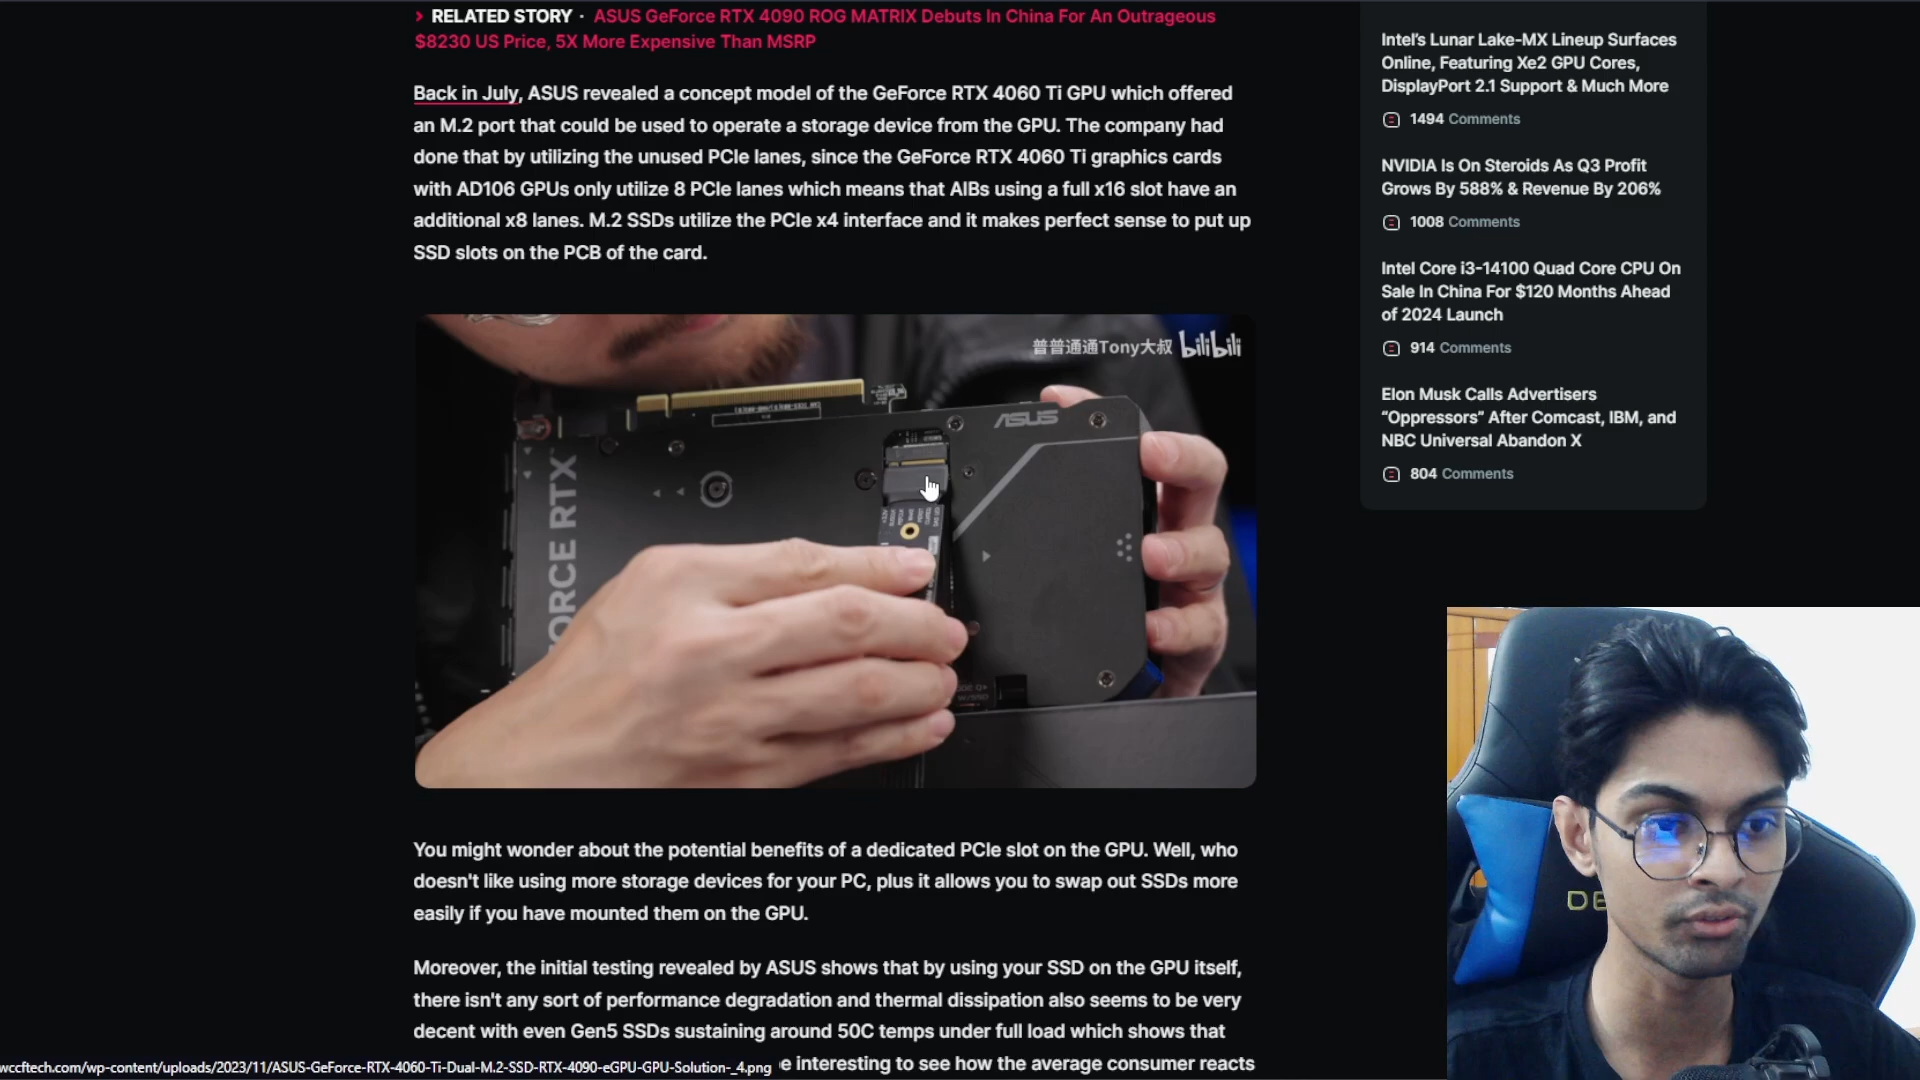 › RELATED STORY · ASUS GeForce RTX 4090 ROG MATRIX Debuts In China For An Outrageous
$8230 US Price, 5X More Expensive Than MSRP
Back in July, ASUS revealed a concept model of the GeForce RTX 4060 Ti GPU which offered
an M.2 port that could be used to operate a storage device from the GPU. The company had
done that by utilizing the unused PCIe lanes, since the GeForce RTX 4060 Ti graphics cards
with AD106 GPUs only utilize 8 PCIe lanes which means that AIBs using a full x16 slot have an
additional x8 lanes. M.2 SSDs utilize the PCIe x4 interface and it makes perfect sense to put up
SSD slots on the PCB of the card.
普普通通Tony大叔 bilibili
ASUS
FORCE RTX
You might wonder about the potential benefits of a dedicated PCIe slot on the GPU. Well, who
doesn't like using more storage devices for your PC, plus it allows you to swap out SSDs more
easily if you have mounted them on the GPU.
Moreover, the initial testing revealed by ASUS shows that by using your SSD on the GPU itself,
there isn't any sort of performance degradation and thermal dissipation also seems to be very
decent with even Gen5 SSDs sustaining around 50C temps under full load which shows that
e interesting to see how the average consumer reacts
wccftech.com/wp-content/uploads/2023/11/ASUS-GeForce-RTX-4060-Ti-Dual-M.2-SSD-RTX-4090-eGPU-GPU-Solution-_4.png
Intel's Lunar Lake-MX Lineup Surfaces
Online, Featuring Xe2 GPU Cores,
DisplayPort 2.1 Support & Much More
1494 Comments
NVIDIA Is On Steroids As Q3 Profit
Grows By 588% & Revenue By 206%
1008 Comments
Intel Core i3-14100 Quad Core CPU On
Sale In China For $120 Months Ahead
of 2024 Launch
914 Comments
Elon Musk Calls Advertisers
“Oppressors” After Comcast, IBM, and
NBC Universal Abandon X
804 Comments
DE